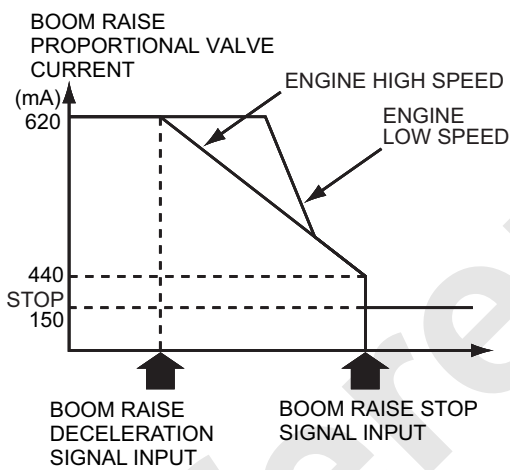 BOOM RAISE
PROPORTIONAL VALVE
CURRENT
(mA)
620
ENGINE HIGH SPEED
ENGINE
LOW SPEED
440
STOP
150
BOOM RAISE
DECELERATION
SIGNAL INPUT
BOOM RAISE STOP
SIGNAL INPUT